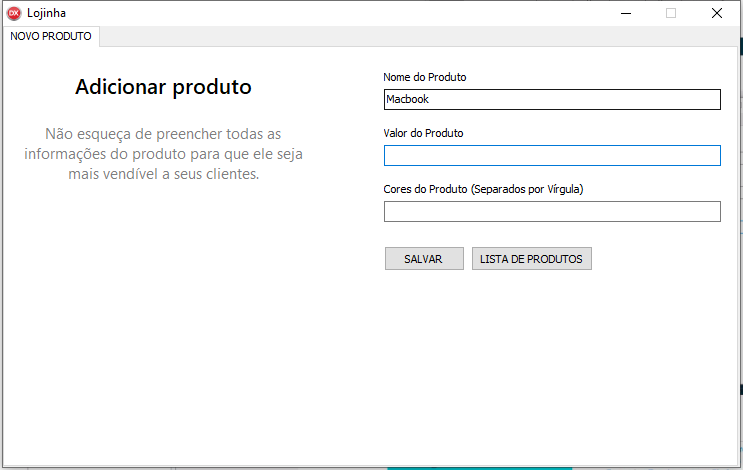 DX Lojinha
NOVO PRODUTO
Adicionar produto
Não esqueça de preencher todas as
informações do produto para que ele seja
mais vendível a seus clientes.
Nome do Produto
Macbook
Valor do Produto
Cores do Produto (Separados por Vírgula)
SALVAR
LISTA DE PRODUTOS